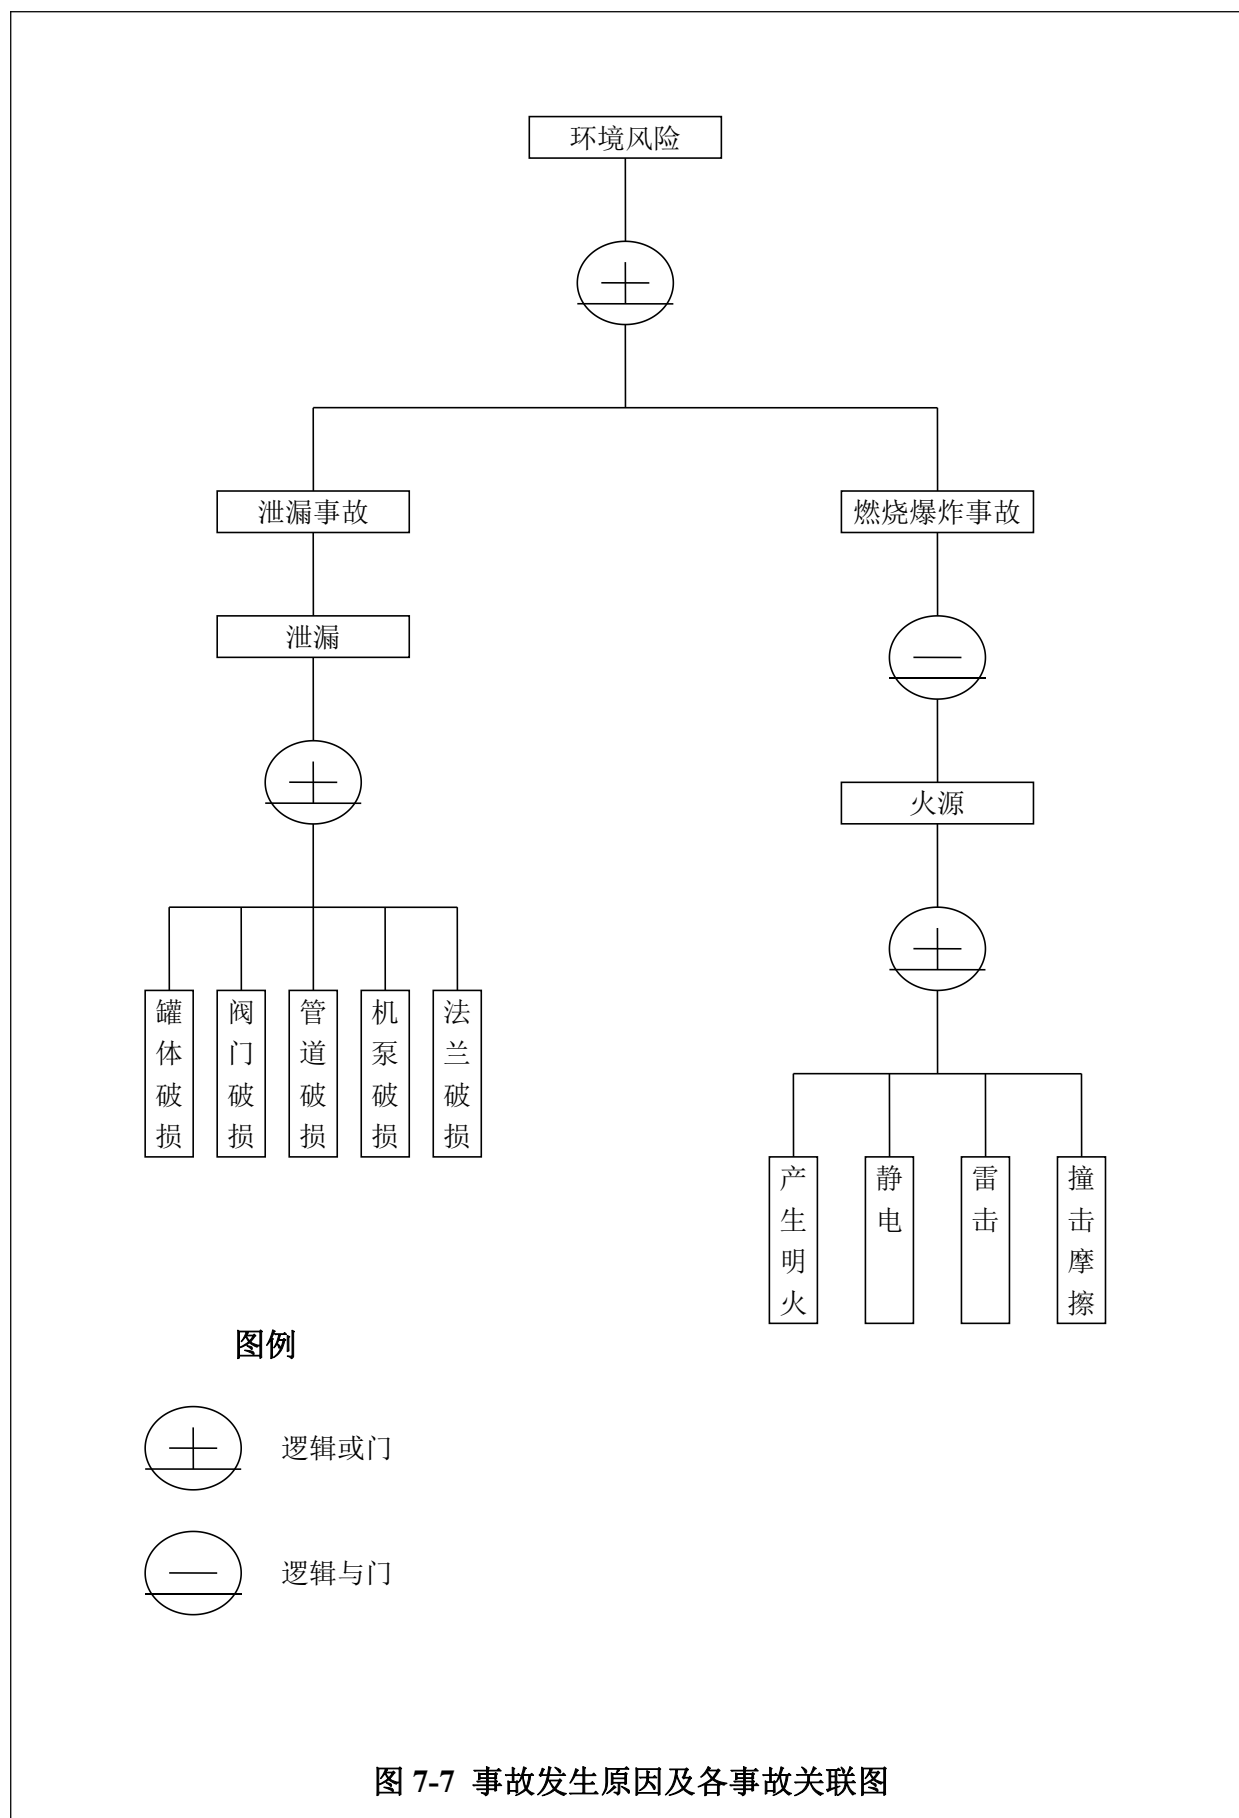 环境风险
泄漏事故
燃烧爆炸事故
泄漏
火源
罐体破损
阀门破损
管道破损
机泵破损
法兰破损
产生明火
静电
雷击
撞击摩擦
图例
逻辑或门
逻辑与门
图 7-7 事故发生原因及各事故关联图